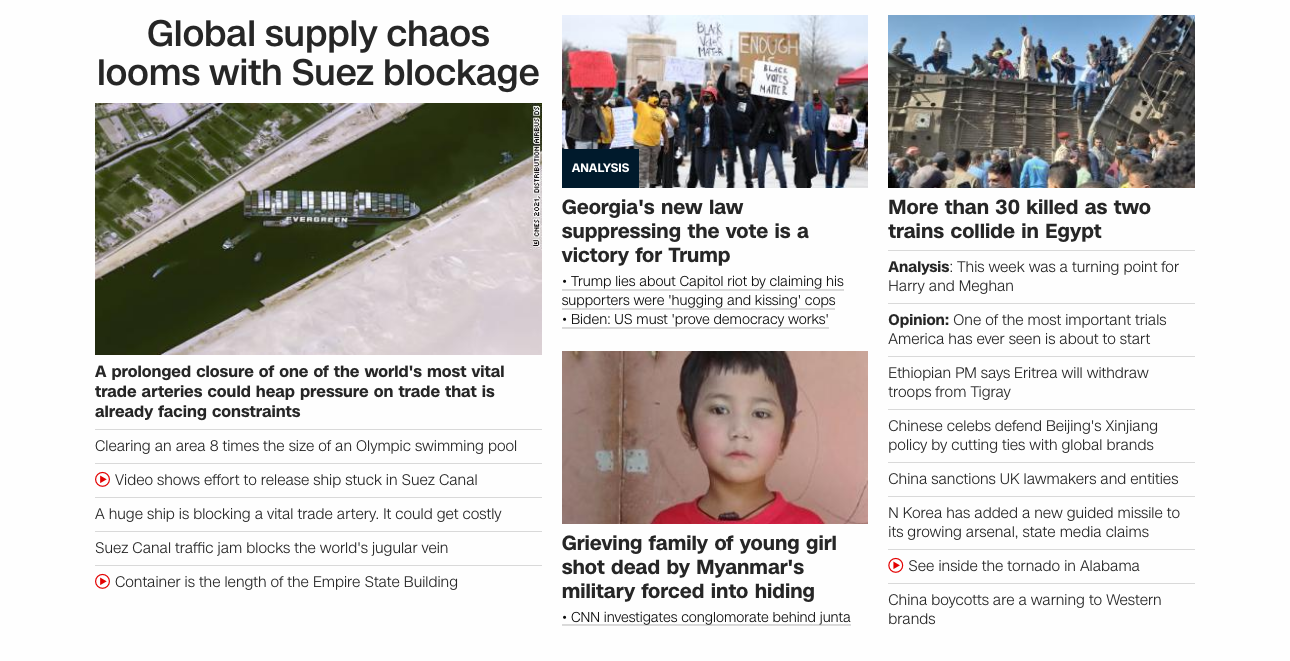 Global supply chaos
looms with Suez blockage
© CNES 2021, DISTRIBUTION AIRBUS DS
EVERGREEN
A prolonged closure of one of the world's most vital
trade arteries could heap pressure on trade that is
already facing constraints
Clearing an area 8 times the size of an Olympic swimming pool
Video shows effort to release ship stuck in Suez Canal
A huge ship is blocking a vital trade artery. It could get costly
Suez Canal traffic jam blocks the world's jugular vein
Container is the length of the Empire State Building
BLACK
VOTES
MATTER
ENOUGH
IS
BLACK
VOTES
MATTER
ANALYSIS
Georgia's new law
suppressing the vote is a
victory for Trump
• Trump lies about Capitol riot by claiming his
supporters were 'hugging and kissing' cops
• Biden: US must 'prove democracy works'
Grieving family of young girl
shot dead by Myanmar's
military forced into hiding
• CNN investigates conglomorate behind junta
More than 30 killed as two
trains collide in Egypt
Analysis: This week was a turning point for
Harry and Meghan
Opinion: One of the most important trials
America has ever seen is about to start
Ethiopian PM says Eritrea will withdraw
troops from Tigray
Chinese celebs defend Beijing's Xinjiang
policy by cutting ties with global brands
China sanctions UK lawmakers and entities
N Korea has added a new guided missile to
its growing arsenal, state media claims
See inside the tornado in Alabama
China boycotts are a warning to Western
brands